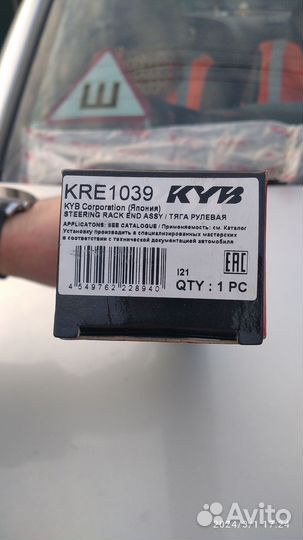 Ш
KRE1039 KYB
KYB Corporation (Япония)
STEERING RACK END ASSY / ТЯГА РУЛЕВАЯ
APPLICATONS: SEE CATALOGUE / Применяемость: см. Каталог
Установку производить в специализированных мастерских
в соответствии с технической документацией автомобиля
4 549762 228940
I21
EAC
QTY : 1 PC
2024/3/1 17:24
Avito